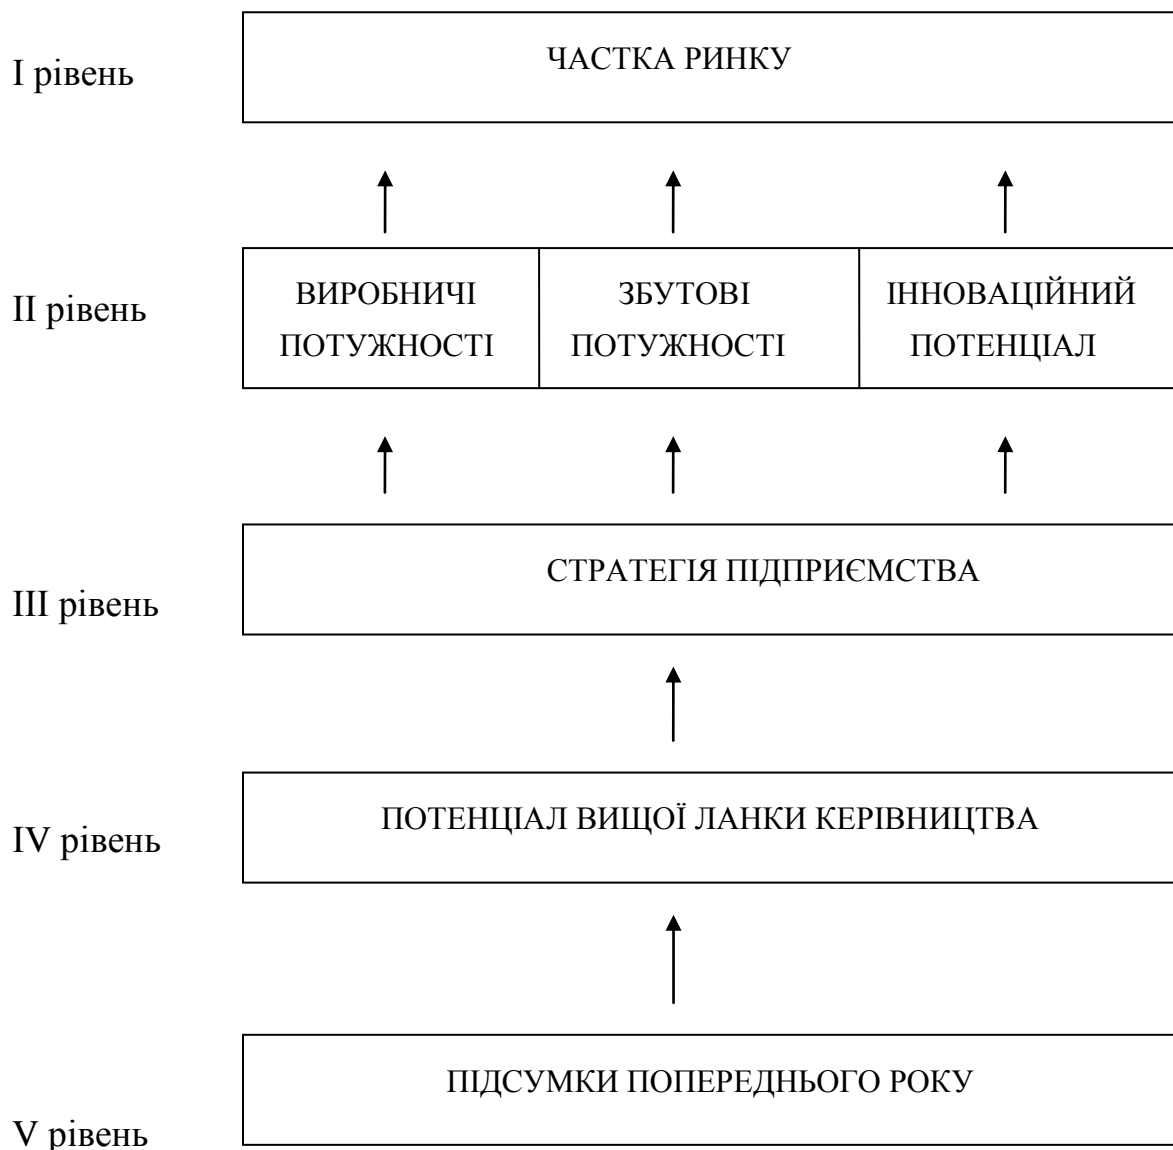 I рівень
ЧАСТКА РИНКУ
II рівень
ВИРОБНИЧІ
ПОТУЖНОСТІ
ЗБУТОВІ
ПОТУЖНОСТІ
ІННОВАЦІЙНИЙ
ПОТЕНЦІАЛ
III рівень
СТРАТЕГІЯ ПІДПРИЄМСТВА
IV рівень
ПОТЕНЦІАЛ ВИЩОЇ ЛАНКИ КЕРІВНИЦТВА
V рівень
ПІДСУМКИ ПОПЕРЕДНЬОГО РОКУ